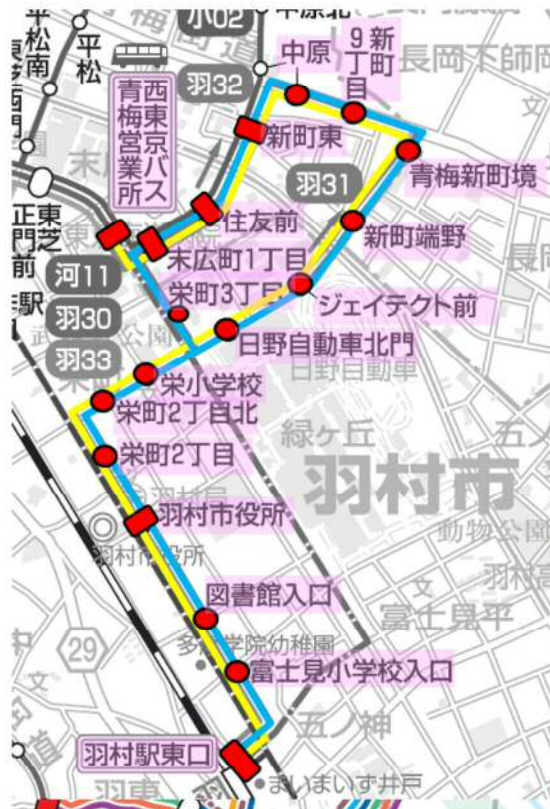 小02
中原北
平松南
平松
羽32
中原
新町
9丁目
長岡下師岡
西東京バス
青梅営業所
新町東
羽31
青梅新町境
住友前
新町端野
東芝
正門前
末広町1丁目
河11
栄町3丁目
ジェイテクト前
羽30
日野自動車北門
羽33
日野自動車
栄小学校
栄町2丁目北
緑ヶ丘
栄町2丁目
羽村市
羽村市役所
動物公園
羽村市役所
図書館入口
富士見平
29
富士見小学校入口
五ノ神
羽村駅東口
まいまいず井戸